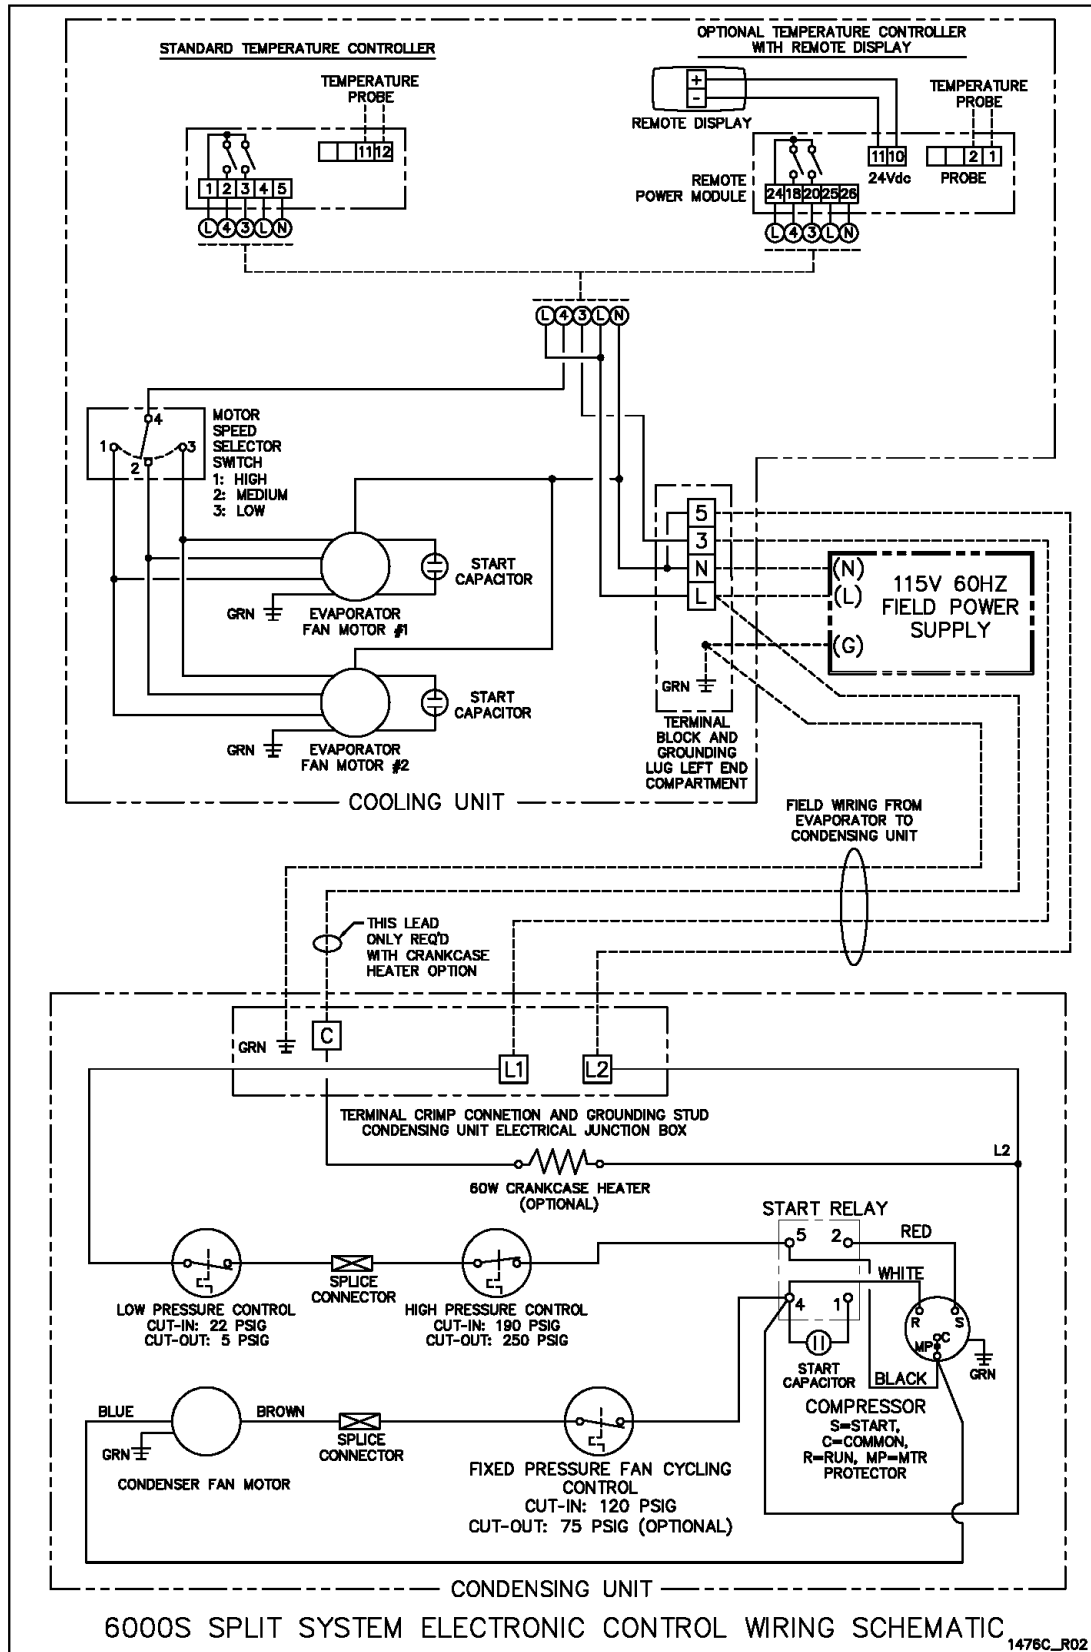 STANDARD TEMPERATURE CONTROLLER
TEMPERATURE
PROBE
11 12
1 2 3 4 5
L 4 3 L N
OPTIONAL TEMPERATURE CONTROLLER
WITH REMOTE DISPLAY
+
-
REMOTE DISPLAY
TEMPERATURE
PROBE
11 10
24Vdc
2 1
PROBE
REMOTE
POWER MODULE
24 18 20 25 26
L 4 3 L N
L 4 3 L N
4
1
2
3
MOTOR
SPEED
SELECTOR
SWITCH
1: HIGH
2: MEDIUM
3: LOW
START
CAPACITOR
GRN
EVAPORATOR
FAN MOTOR #1
START
CAPACITOR
GRN
EVAPORATOR
FAN MOTOR #2
5
3
N
L
GRN
TERMINAL
BLOCK AND
GROUNDING
LUG LEFT END
COMPARTMENT
(N)
(L)
(G)
115V 60HZ
FIELD POWER
SUPPLY
COOLING UNIT
FIELD WIRING FROM
EVAPORATOR TO
CONDENSING UNIT
THIS LEAD
ONLY REQ'D
WITH CRANKCASE
HEATER OPTION
GRN
C
L1
L2
TERMINAL CRIMP CONNETION AND GROUNDING STUD
CONDENSING UNIT ELECTRICAL JUNCTION BOX
L2
60W CRANKCASE HEATER
(OPTIONAL)
START RELAY
5
2
RED
WHITE
4
1
LOW PRESSURE CONTROL
CUT-IN: 22 PSIG
CUT-OUT: 5 PSIG
SPLICE
CONNECTOR
HIGH PRESSURE CONTROL
CUT-IN: 190 PSIG
CUT-OUT: 250 PSIG
START
CAPACITOR
BLACK
R
S
C
MP
GRN
COMPRESSOR
S=START,
C=COMMON,
R=RUN, MP=MTR
PROTECTOR
BLUE
BROWN
GRN
CONDENSER FAN MOTOR
SPLICE
CONNECTOR
FIXED PRESSURE FAN CYCLING
CONTROL
CUT-IN: 120 PSIG
CUT-OUT: 75 PSIG (OPTIONAL)
CONDENSING UNIT
6000S SPLIT SYSTEM ELECTRONIC CONTROL WIRING SCHEMATIC
1476C_R02